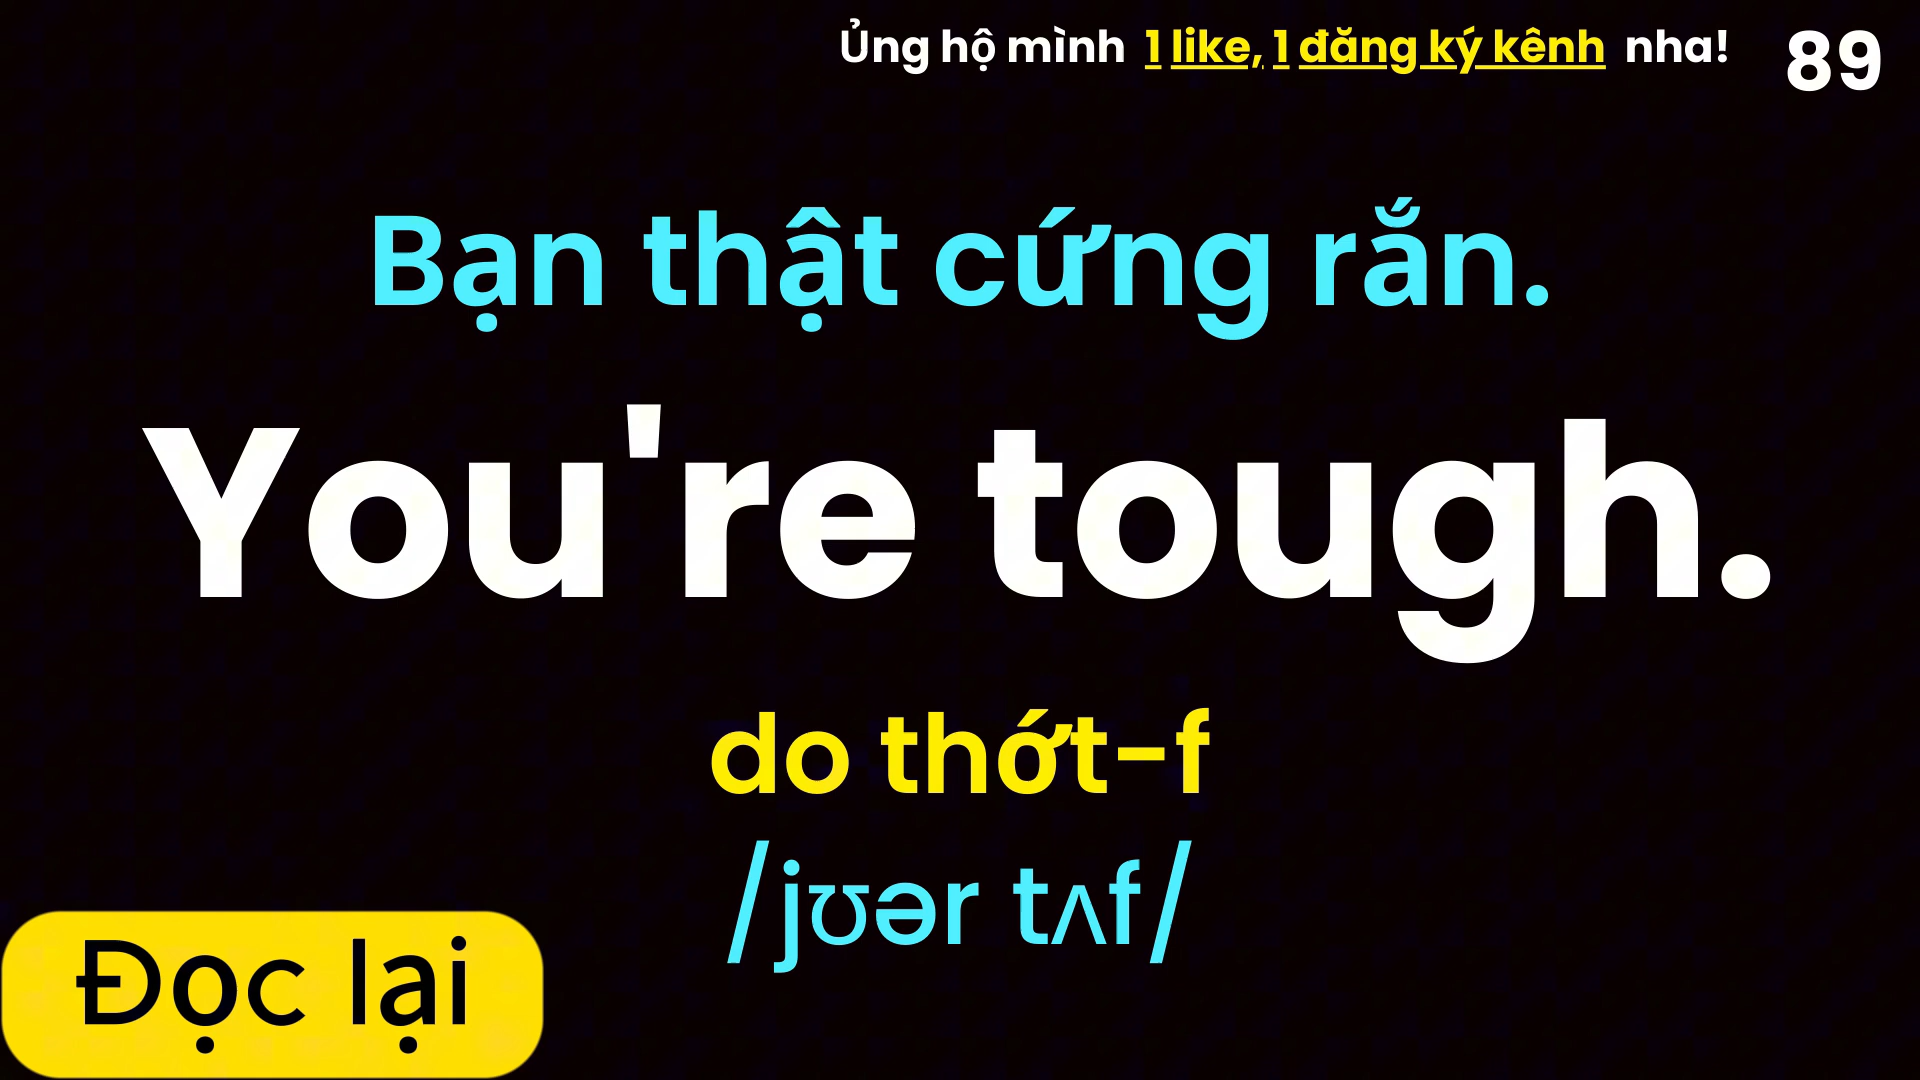 Ủng hộ mình 1 like, 1 đăng ký kênh nha! 89
Bạn thật cứng rắn.
You're tough.
do thớt-f
/jʊər tʌf/
Đọc lại